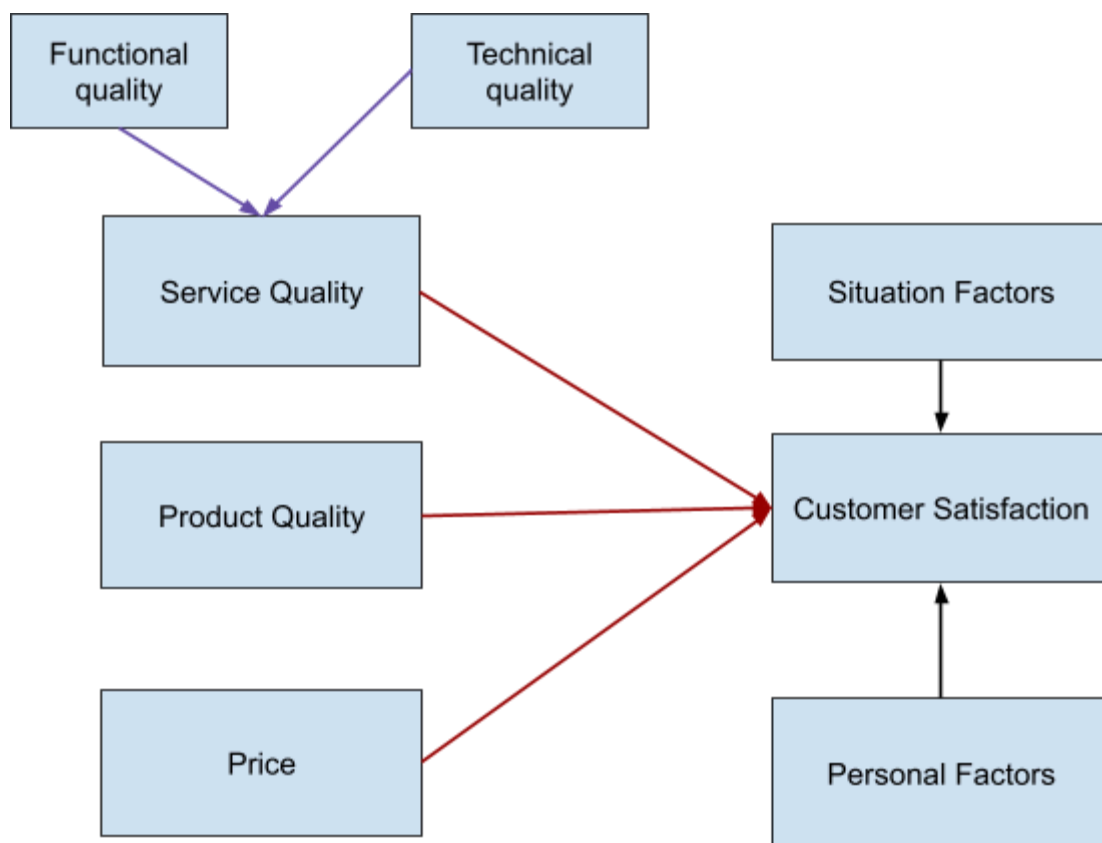 Functional
quality
Technical
quality
Service Quality
Situation Factors
Product Quality
Customer Satisfaction
Price
Personal Factors